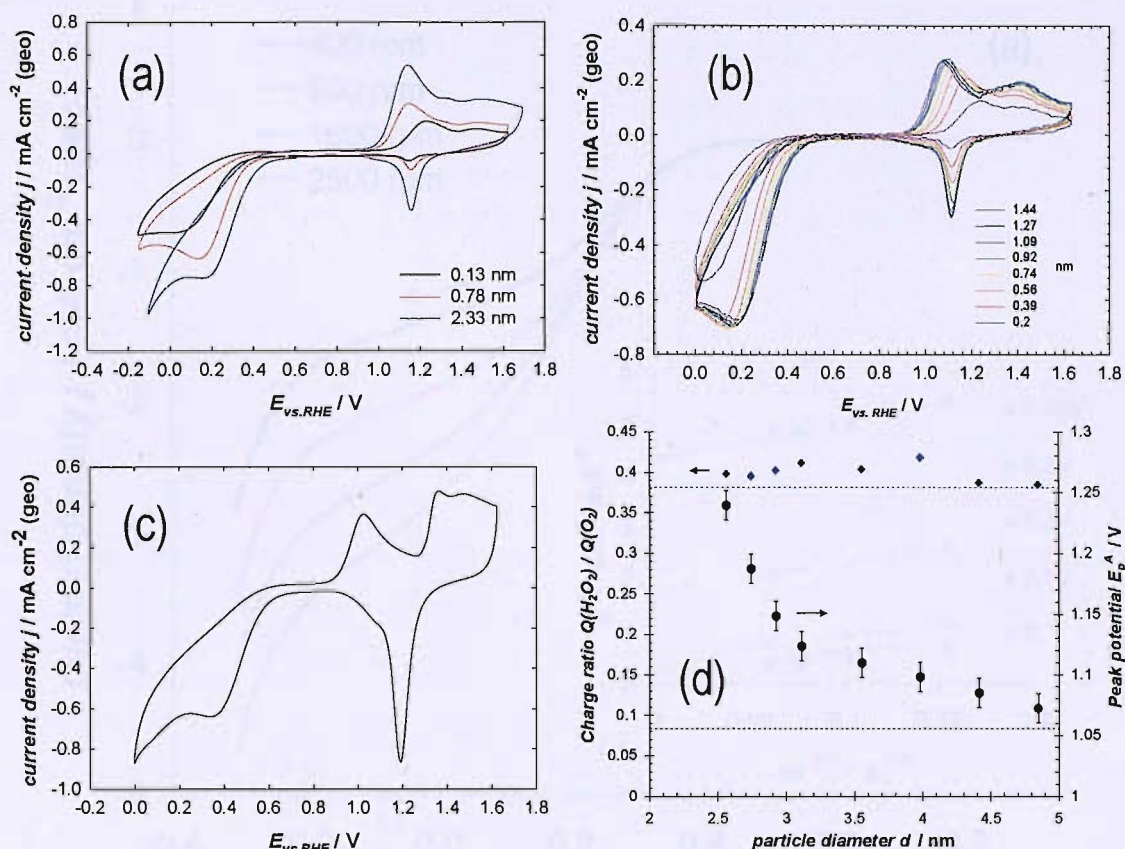 (a)
current density j / mA cm⁻² (geo)
0.8
0.6
0.4
0.2
0.0
-0.2
-0.4
-0.6
-0.8
-1.0
-1.2
0.13 nm
0.78 nm
2.33 nm
-0.4 -0.2 0.0 0.2 0.4 0.6 0.8 1.0 1.2 1.4 1.6 1.8
E vs.RHE / V
(b)
current density j / mA cm⁻² (geo)
0.4
0.2
0.0
-0.2
-0.4
-0.6
-0.8
1.44
1.27
1.09
0.92
0.74 nm
0.56
0.39
0.2
0.0 0.2 0.4 0.6 0.8 1.0 1.2 1.4 1.6
E vs. RHE / V
(c)
current density j / mA cm⁻² (geo)
0.6
0.4
0.2
0.0
-0.2
-0.4
-0.6
-0.8
-1.0
-0.2 0.0 0.2 0.4 0.6 0.8 1.0 1.2 1.4 1.6 1.8
E vs.RHE / V
(d)
Charge ratio Q(H₂O₂) / Q(O₂)
0.45
0.4
0.35
0.3
0.25
0.2
0.15
0.1
0.05
0
1.3
1.25
1.2
1.15
1.1
1.05
1
Peak potential Eₚᴬ / V
2 2.5 3 3.5 4 4.5 5
particle diameter d / nm